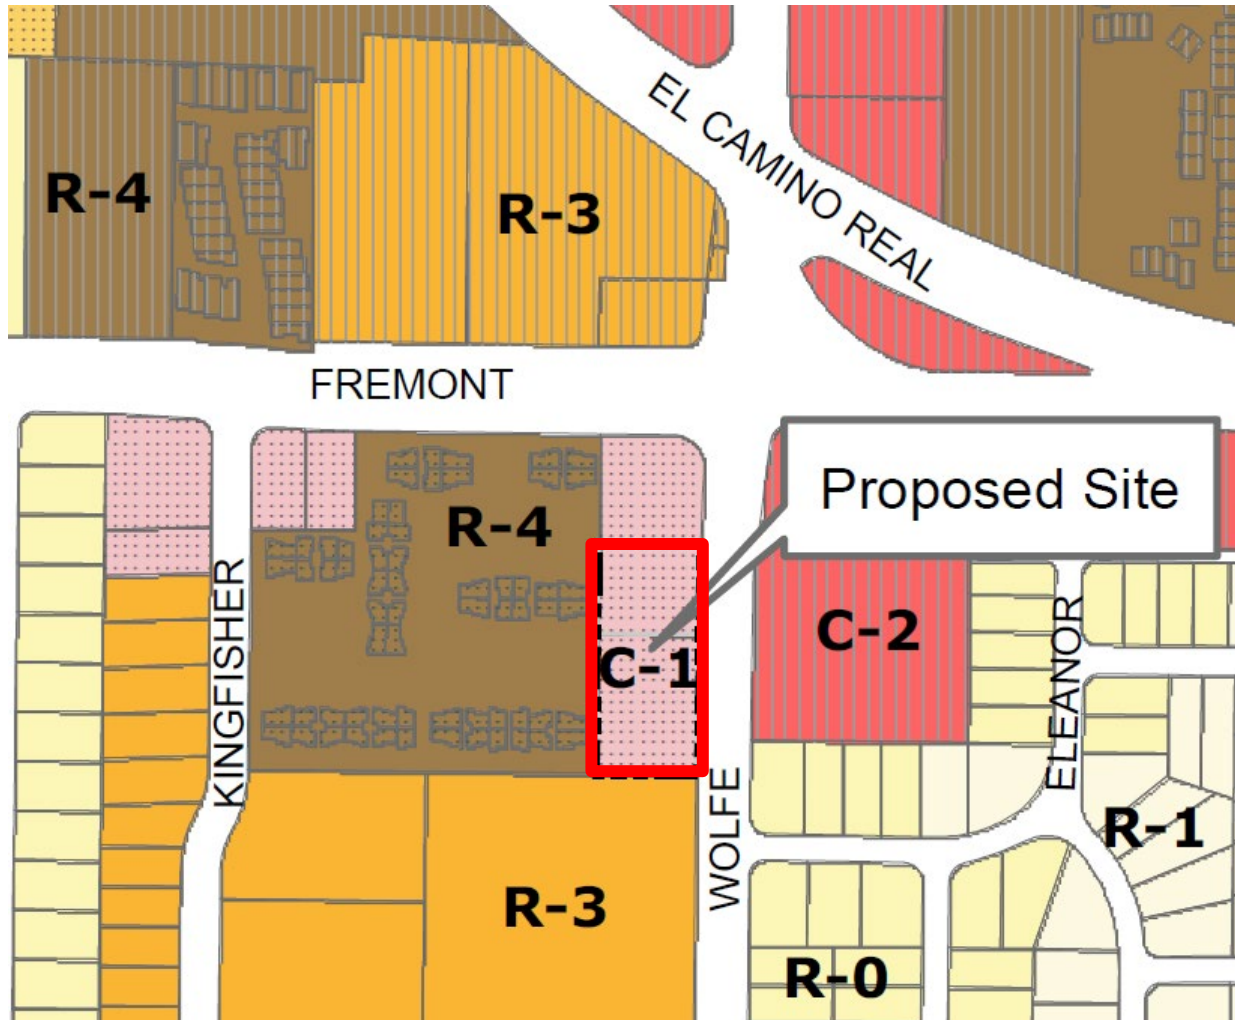 EL CAMINO REAL
R-4
R-3
FREMONT
Proposed Site
R-4
KINGFISHER
C-1
C-2
ELEANOR
WOLFE
R-1
R-3
R-0